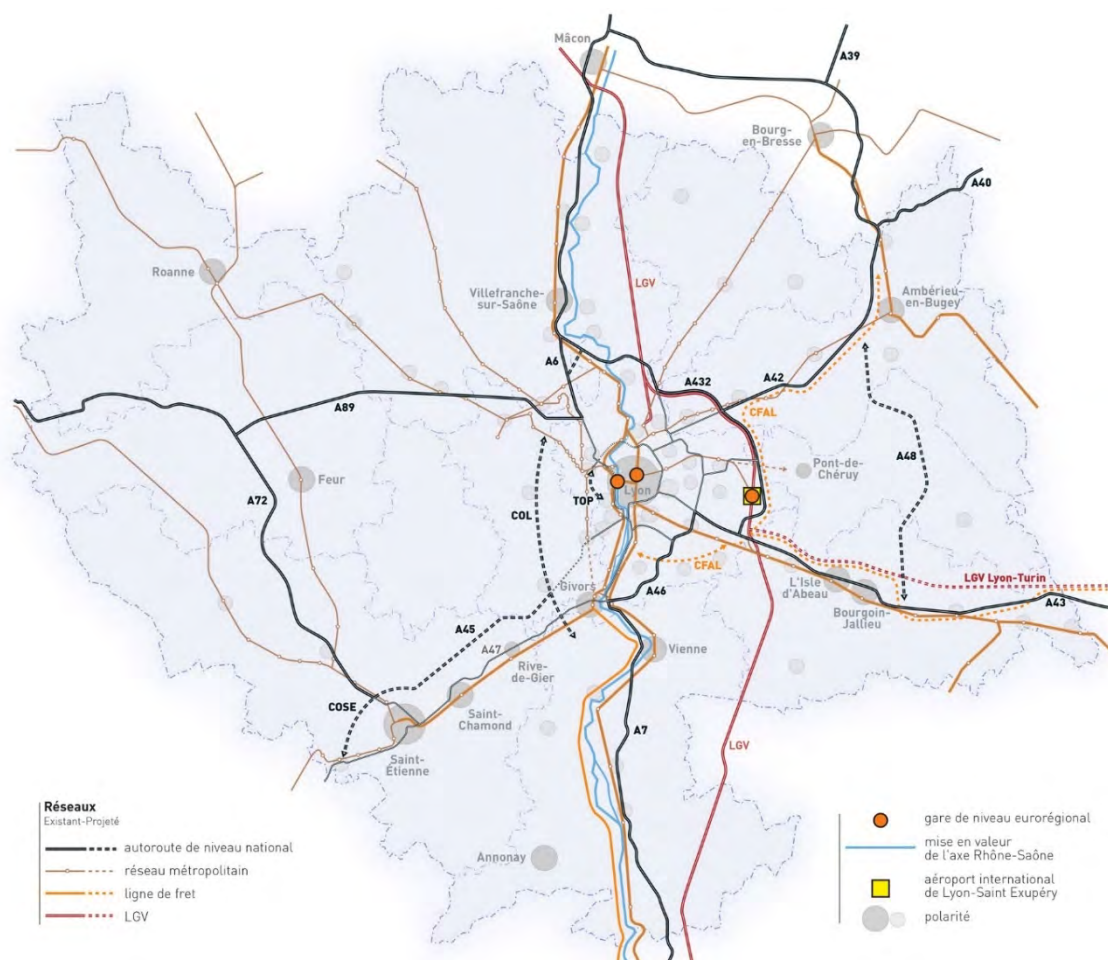 Mâcon
A39
Bourg-
en-Bresse
A40
Roanne
LGV
Villefranche-
sur-Saône
Ambérieu
en-Bugey
A6
A432
A42
A89
CFAL
A48
Pont-de-
Chéruy
Feur
Lyon
A72
TOP
COL
LGV Lyon-Turin
CFAL
L'Isle
d'Abeau
Bourgoin-
Jallieu
A43
Givors
A46
A45
A47
Vienne
Rive-
de-Gier
COSE
Saint-
Chamond
A7
LGV
Saint-
Étienne
Annonay
Réseaux
Existant-Projeté
autoroute de niveau national
réseau métropolitain
ligne de fret
LGV
gare de niveau eurorégional
mise en valeur
de l'axe Rhône-Saône
aéroport international
de Lyon-Saint Exupéry
polarité